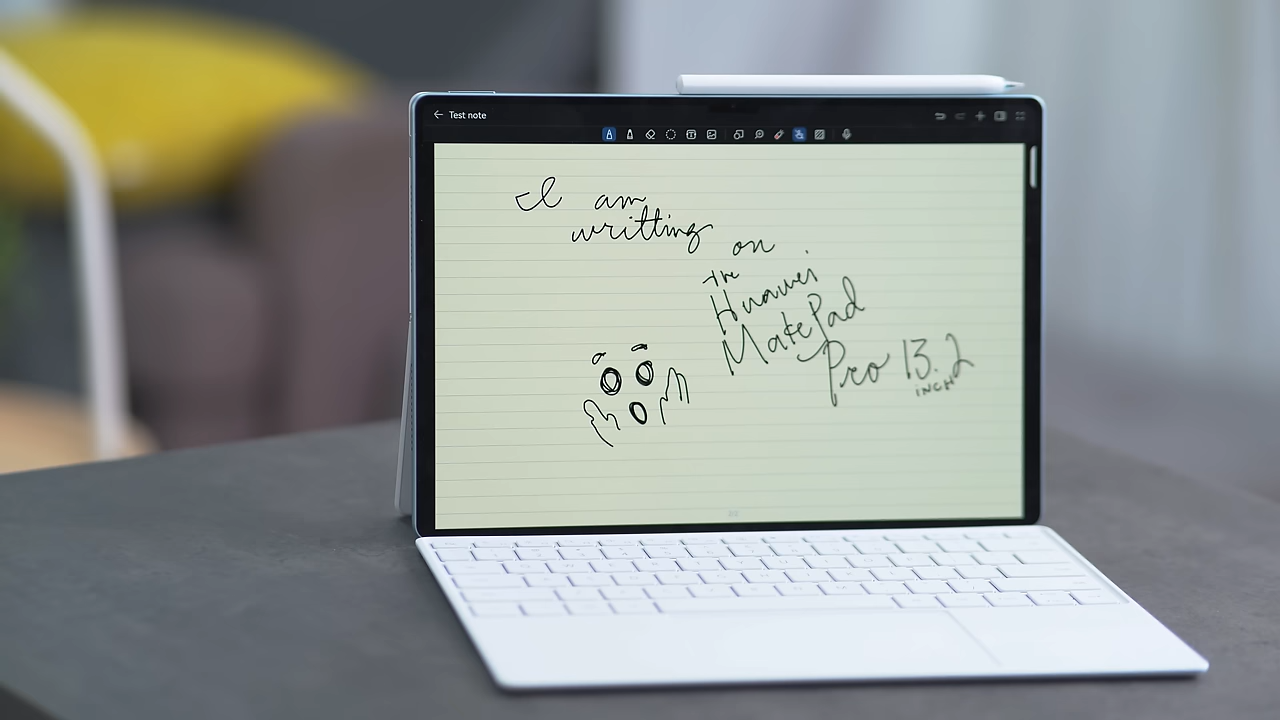 Test note
I am
writting
on
the
Huawei
MatePad
Pro 13.2
INCH